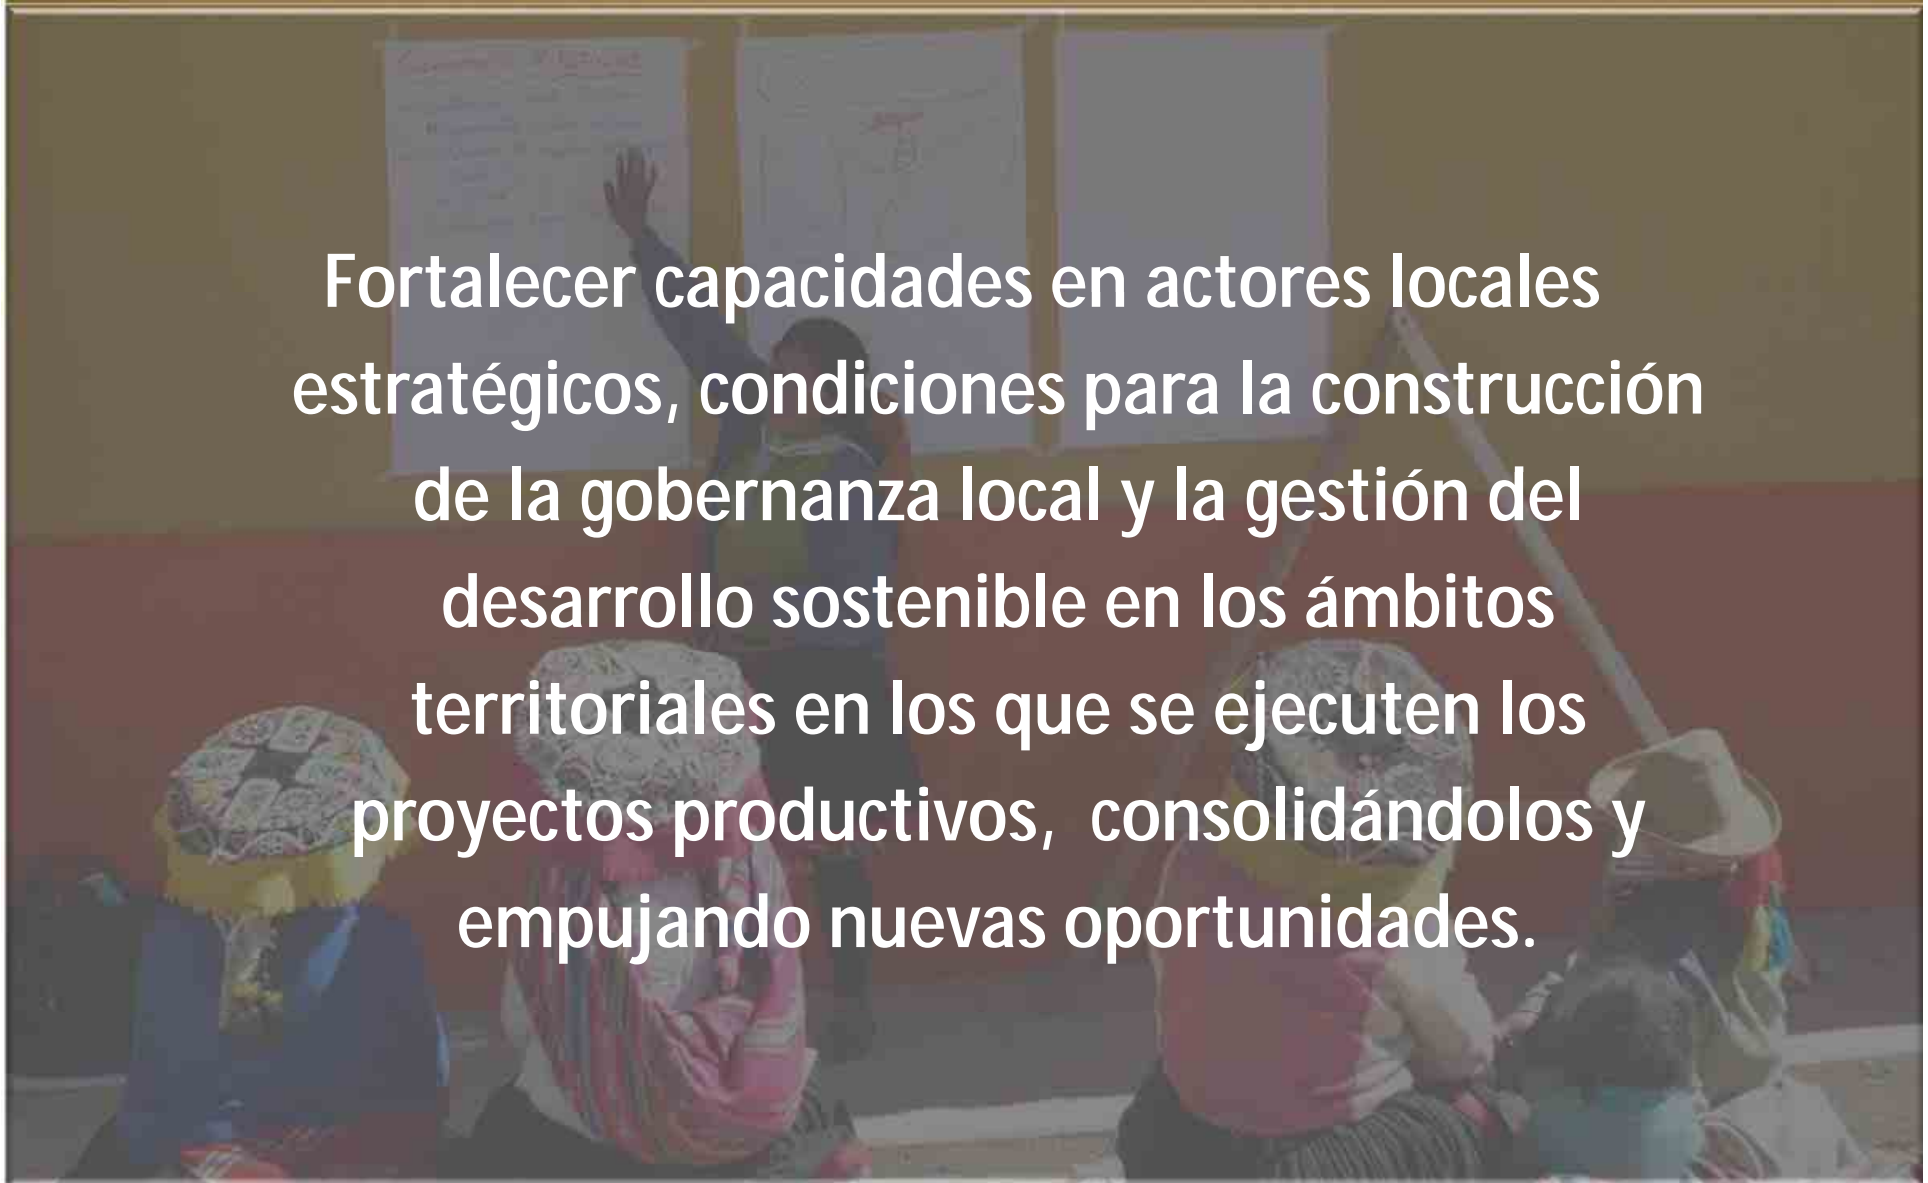 Fortalecer capacidades en actores locales
estratégicos, condiciones para la construcción
de la gobernanza local y la gestión del
desarrollo sostenible en los ámbitos
territoriales en los que se ejecuten los
proyectos productivos, consolidándolos y
empujando nuevas oportunidades.